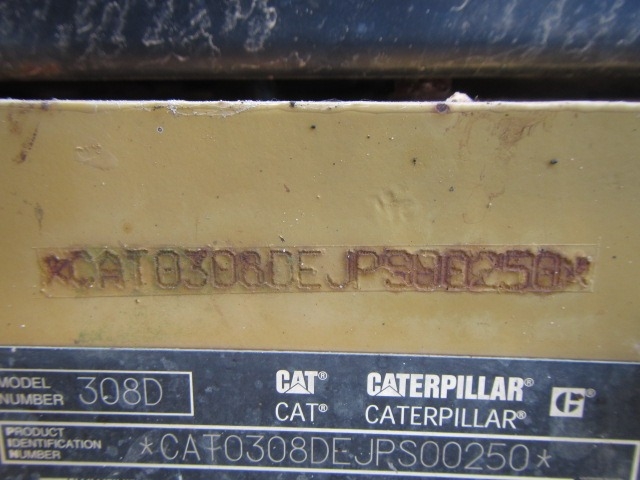 *CAT0308DEJPS00250*
MODEL NUMBER 308D
CAT® CATERPILLAR®
CAT® CATERPILLAR®
PRODUCT IDENTIFICATION NUMBER *CAT0308DEJPS00250*